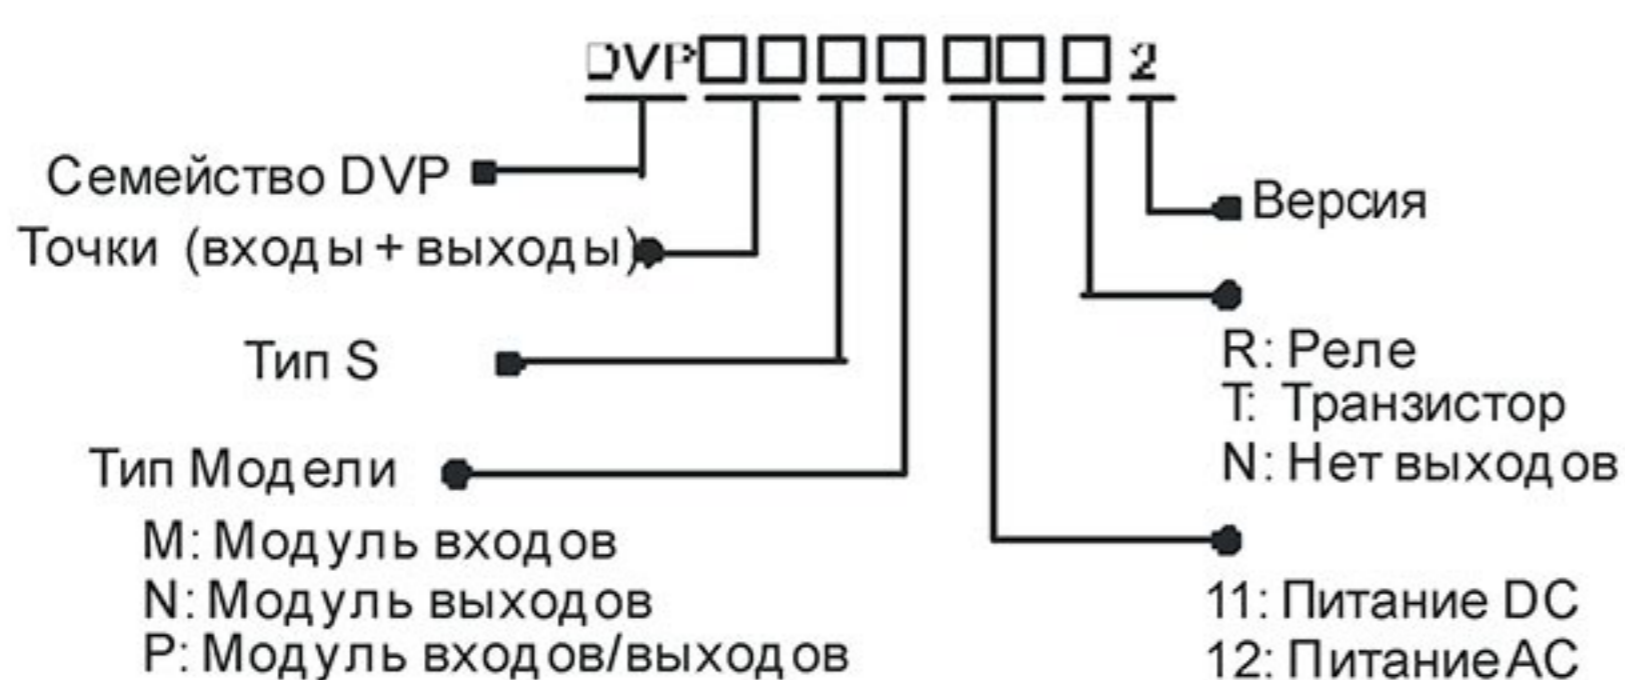 DVP□□□□□□□2
Семейство DVP
Точки (входы + выходы)
Тип S
Тип Модели
M: Модуль входов
N: Модуль выходов
P: Модуль входов/выходов
Версия
R: Реле
T: Транзистор
N: Нет выходов
11: Питание DC
12: Питание AC